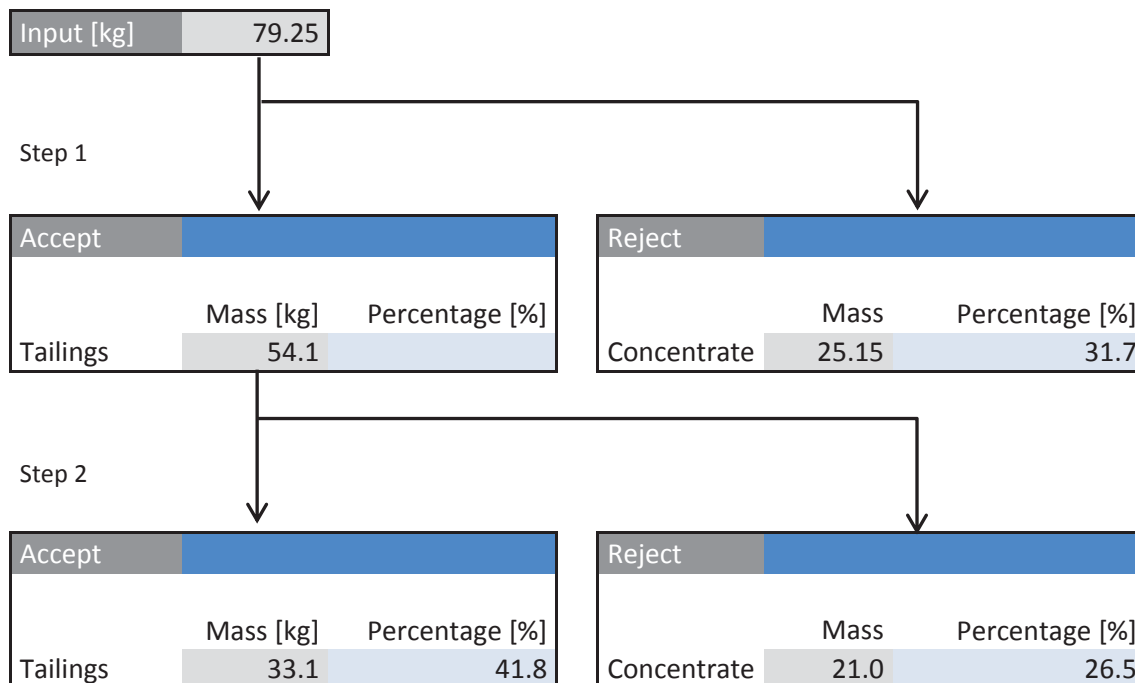 Input [kg] 79.25
Step 1
Accept Reject
Mass [kg] Percentage [%] Mass Percentage [%]
Tailings 54.1 Concentrate 25.15 31.7
Step 2
Accept Reject
Mass [kg] Percentage [%] Mass Percentage [%]
Tailings 33.1 41.8 Concentrate 21.0 26.5